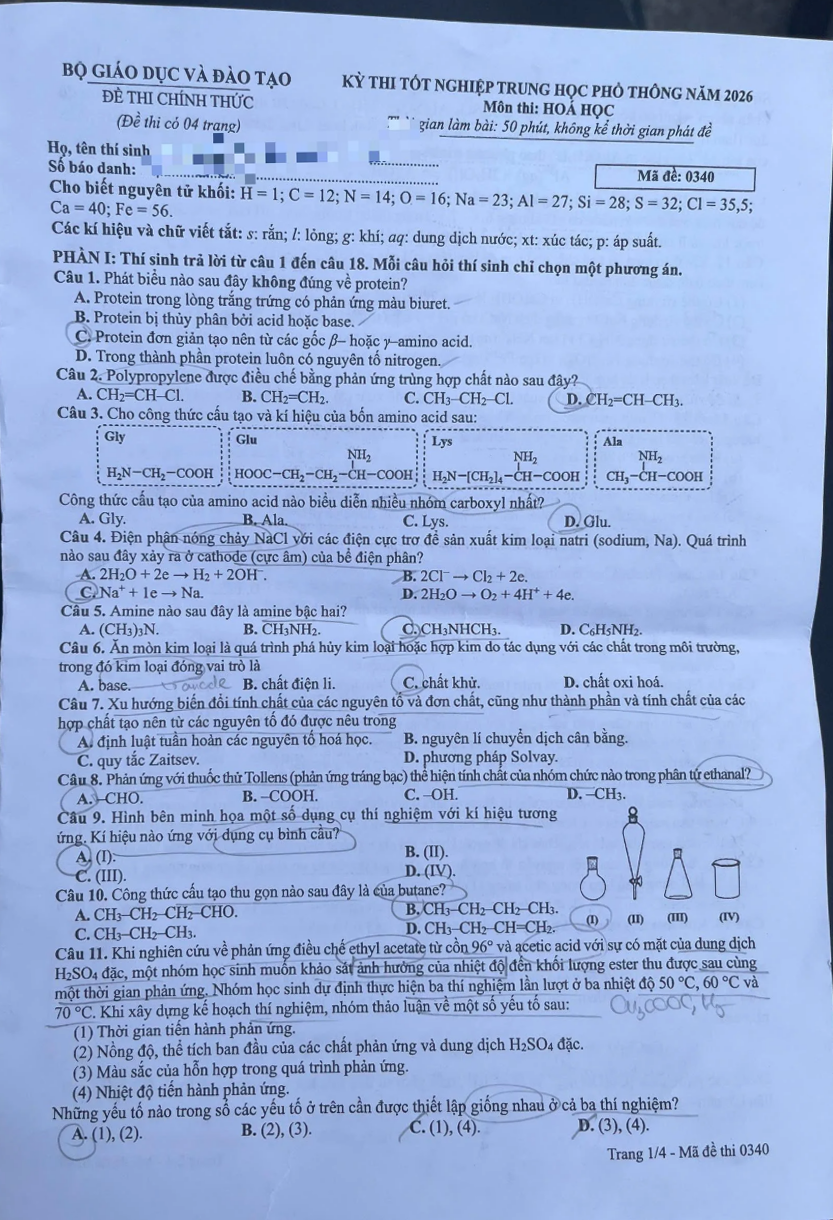 BỘ GIÁO DỤC VÀ ĐÀO TẠO
ĐỀ THI CHÍNH THỨC
(Đề thi có 04 trang)
KỲ THI TỐT NGHIỆP TRUNG HỌC PHỔ THÔNG NĂM 2026
Môn thi: HOÁ HỌC
gian làm bài: 50 phút, không kể thời gian phát đề
Họ, tên thí sinh
Số báo danh:
Mã đề: 0340
Cho biết nguyên tử khối: H = 1; C = 12; N = 14; O = 16; Na = 23; Al = 27; Si = 28; S = 32; Cl = 35,5;
Ca = 40; Fe = 56.
Các kí hiệu và chữ viết tắt: s: rắn; l: lỏng; g: khí; aq: dung dịch nước; xt: xúc tác; p: áp suất.
PHẦN I: Thí sinh trả lời từ câu 1 đến câu 18. Mỗi câu hỏi thí sinh chỉ chọn một phương án.
Câu 1. Phát biểu nào sau đây không đúng về protein?
A. Protein trong lòng trắng trứng có phản ứng màu biuret.
B. Protein bị thủy phân bởi acid hoặc base.
C. Protein đơn giản tạo nên từ các gốc β– hoặc γ–amino acid.
D. Trong thành phần protein luôn có nguyên tố nitrogen.
Câu 2. Polypropylene được điều chế bằng phản ứng trùng hợp chất nào sau đây?
A. CH₂=CH–Cl. B. CH₂=CH₂. C. CH₃–CH₂–Cl. D. CH₂=CH–CH₃.
Câu 3. Cho công thức cấu tạo và kí hiệu của bốn amino acid sau:
Gly Glu Lys Ala
NH₂ NH₂ NH₂
H₂N–CH₂–COOH HOOC–CH₂–CH₂–CH–COOH H₂N–[CH₂]₄–CH–COOH CH₃–CH–COOH
Công thức cấu tạo của amino acid nào biểu diễn nhiều nhóm carboxyl nhất?
A. Gly. B. Ala. C. Lys. D. Glu.
Câu 4. Điện phân nóng chảy NaCl với các điện cực trơ để sản xuất kim loại natri (sodium, Na). Quá trình
nào sau đây xảy ra ở cathode (cực âm) của bể điện phân?
A. 2H₂O + 2e → H₂ + 2OH⁻. B. 2Cl⁻ → Cl₂ + 2e.
C. Na⁺ + 1e → Na. D. 2H₂O → O₂ + 4H⁺ + 4e.
Câu 5. Amine nào sau đây là amine bậc hai?
A. (CH₃)₃N. B. CH₃NH₂. C. CH₃NHCH₃. D. C₆H₅NH₂.
Câu 6. Ăn mòn kim loại là quá trình phá hủy kim loại hoặc hợp kim do tác dụng với các chất trong môi trường,
trong đó kim loại đóng vai trò là
A. base. B. chất điện li. C. chất khử. D. chất oxi hoá.
Câu 7. Xu hướng biến đổi tính chất của các nguyên tố và đơn chất, cũng như thành phần và tính chất của các
hợp chất tạo nên từ các nguyên tố đó được nêu trong
A. định luật tuần hoàn các nguyên tố hoá học. B. nguyên lí chuyển dịch cân bằng.
C. quy tắc Zaitsev. D. phương pháp Solvay.
Câu 8. Phản ứng với thuốc thử Tollens (phản ứng tráng bạc) thể hiện tính chất của nhóm chức nào trong phân tử ethanal?
A. –CHO. B. –COOH. C. –OH. D. –CH₃.
Câu 9. Hình bên minh họa một số dụng cụ thí nghiệm với kí hiệu tương
ứng. Kí hiệu nào ứng với dụng cụ bình cầu?
A. (I). B. (II).
C. (III). D. (IV).
(I) (II) (III) (IV)
Câu 10. Công thức cấu tạo thu gọn nào sau đây là của butane?
A. CH₃–CH₂–CH₂–CHO. B. CH₃–CH₂–CH₂–CH₃.
C. CH₃–CH₂–CH₃. D. CH₃–CH₂–CH=CH₂.
Câu 11. Khi nghiên cứu về phản ứng điều chế ethyl acetate từ cồn 96° và acetic acid với sự có mặt của dung dịch
H₂SO₄ đặc, một nhóm học sinh muốn khảo sát ảnh hưởng của nhiệt độ đến khối lượng ester thu được sau cùng
một thời gian phản ứng. Nhóm học sinh dự định thực hiện ba thí nghiệm lần lượt ở ba nhiệt độ 50 °C, 60 °C và
70 °C. Khi xây dựng kế hoạch thí nghiệm, nhóm thảo luận về một số yếu tố sau:
(1) Thời gian tiến hành phản ứng.
(2) Nồng độ, thể tích ban đầu của các chất phản ứng và dung dịch H₂SO₄ đặc.
(3) Màu sắc của hỗn hợp trong quá trình phản ứng.
(4) Nhiệt độ tiến hành phản ứng.
Những yếu tố nào trong số các yếu tố ở trên cần được thiết lập giống nhau ở cả ba thí nghiệm?
A. (1), (2). B. (2), (3). C. (1), (4). D. (3), (4).
Trang 1/4 - Mã đề thi 0340